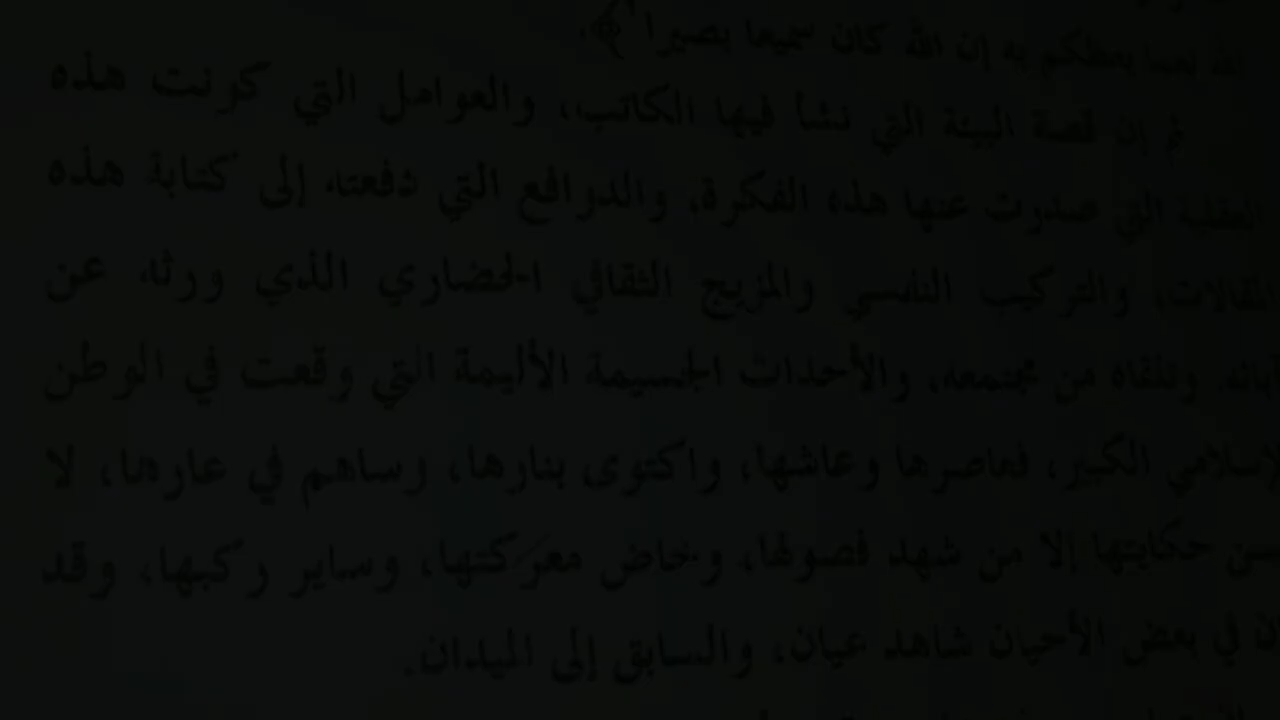 الله نعما يعظكم به إن الله كان سميعا بصيرا﴾.
ثم إن قصة البيئة التي نشأ فيها الكاتب، والعوامل التي كونت هذه
العقلية التي صدرت عنها هذه الفكرة، والدوافع التي دفعته إلى كتابة هذه
المقالات، والتركيب النفسي والمزيج الثقافي الحضاري الذي ورثه عن
آبائه وتلقاه من مجتمعه، والأحداث الجسيمة الأليمة التي وقعت في الوطن
الإسلامي الكبير، فعاصرها وعاشها، واكتوى بنارها، وساهم في عارها، لا
حكايتها إلا من شهد فصولها، وخاض معركتها، وساير ركبها، وقد
في بعض الأحيان شاهد عيان، والسابق إلى الميدان.